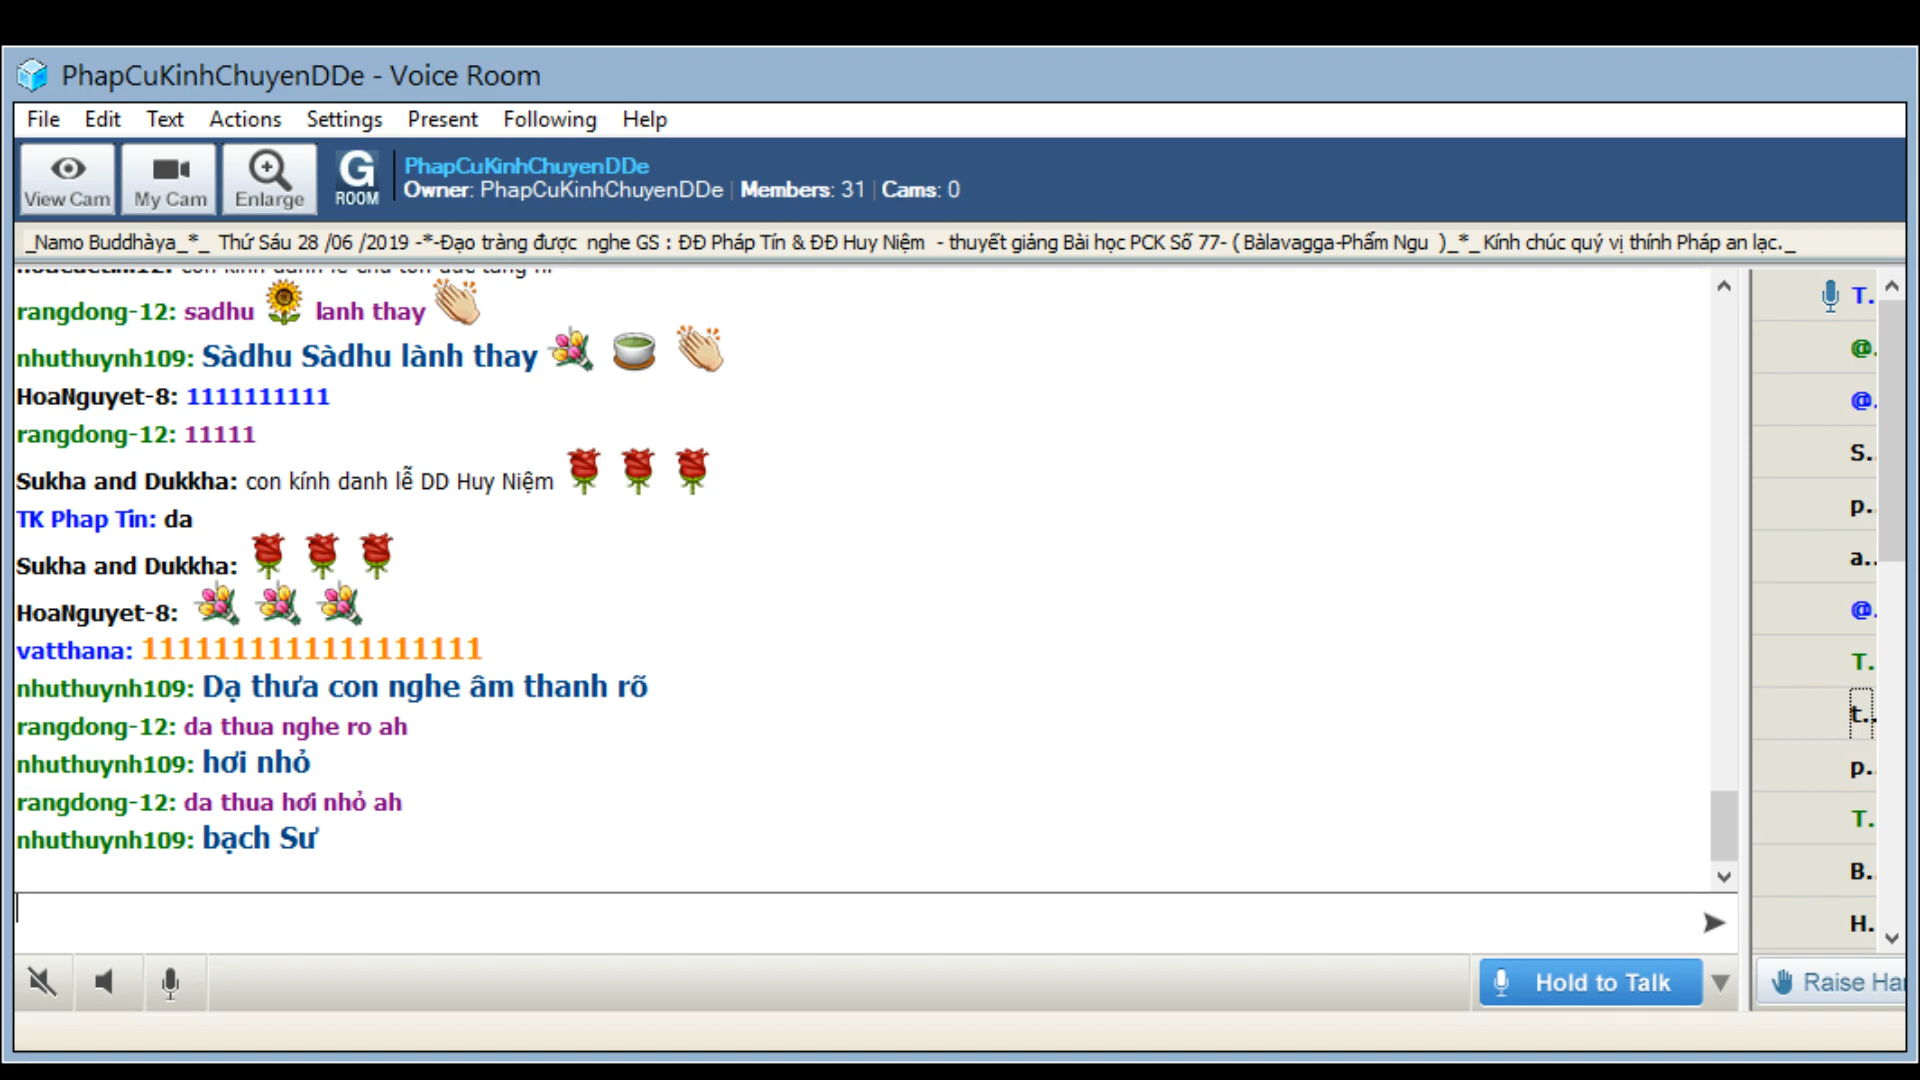 PhapCuKinhChuyenDDe - Voice Room
File Edit Text Actions Settings Present Following Help
View Cam My Cam Enlarge G ROOM
PhapCuKinhChuyenDDe
Owner: PhapCuKinhChuyenDDe | Members: 31 | Cams: 0
_Namo Buddhàya_*_ Thứ Sáu 28 /06 /2019 -*-Đạo tràng được nghe GS : ĐĐ Pháp Tín & ĐĐ Huy Niệm - thuyết giảng Bài học PCK Số 77- ( Bàlavagga-Phẩm Ngu )_*_ Kính chúc quý vị thính Pháp an lạc._
rangdong-12: sadhu lanh thay
nhuthuynh109: Sàdhu Sàdhu lành thay
HoaNguyet-8: 1111111111
rangdong-12: 11111
Sukha and Dukkha: con kính danh lễ DD Huy Niệm
TK Phap Tin: da
Sukha and Dukkha:
HoaNguyet-8:
vatthana: 11111111111111111111
nhuthuynh109: Dạ thưa con nghe âm thanh rõ
rangdong-12: da thua nghe ro ah
nhuthuynh109: hơi nhỏ
rangdong-12: da thua hơi nhỏ ah
nhuthuynh109: bạch Sư
T.
@.
@.
S..
p..
a..
@.
T.
t..
p..
T.
B..
H.
Hold to Talk
Raise Ha